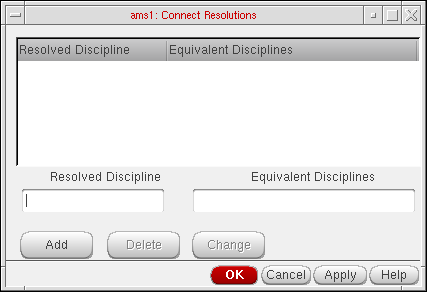 ams1: Connect Resolutions
Resolved Discipline Equivalent Disciplines
Resolved Discipline Equivalent Disciplines
Add Delete Change
OK Cancel Apply Help